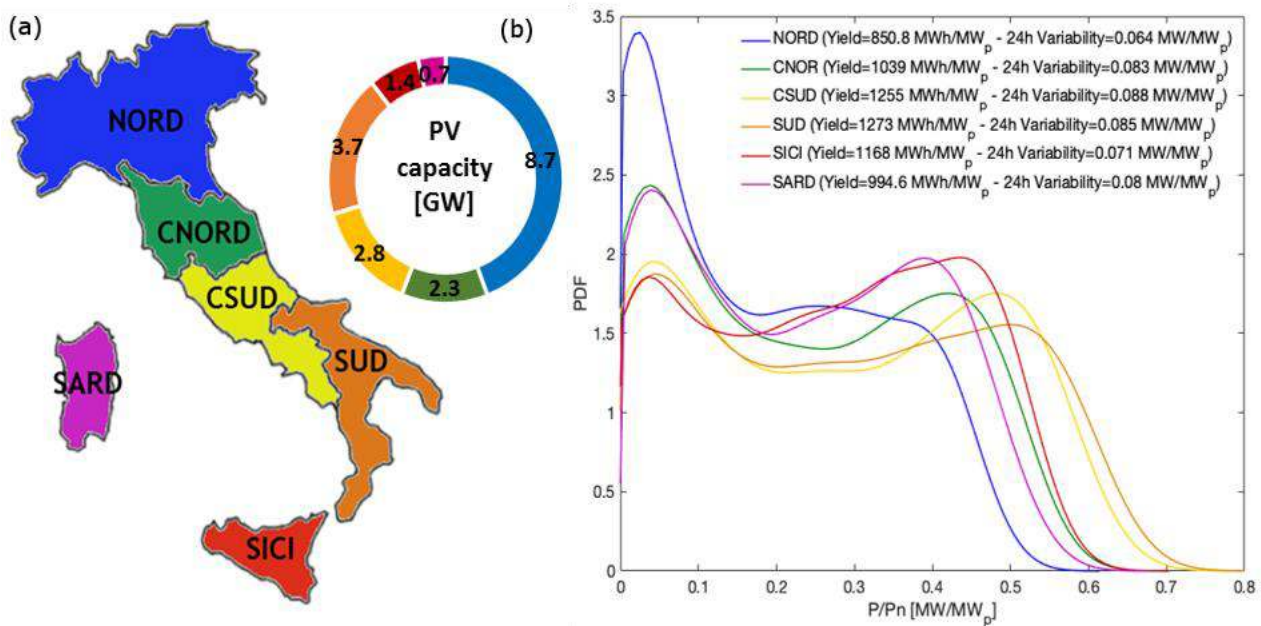 (a)
NORD
CNORD
CSUD
SUD
SARD
SICI
1.4
0.7
3.7
8.7
2.8
2.3
PV
capacity
[GW]
(b)
3.5
3
2.5
2
1.5
1
0.5
0
PDF
NORD (Yield=850.8 MWh/MWp - 24h Variability=0.064 MW/MWp)
CNOR (Yield=1039 MWh/MWp - 24h Variability=0.083 MW/MWp)
CSUD (Yield=1255 MWh/MWp - 24h Variability=0.088 MW/MWp)
SUD (Yield=1273 MWh/MWp - 24h Variability=0.085 MW/MWp)
SICI (Yield=1168 MWh/MWp - 24h Variability=0.071 MW/MWp)
SARD (Yield=994.6 MWh/MWp - 24h Variability=0.08 MW/MWp)
0 0.1 0.2 0.3 0.4 0.5 0.6 0.7 0.8
P/Pn [MW/MWp]